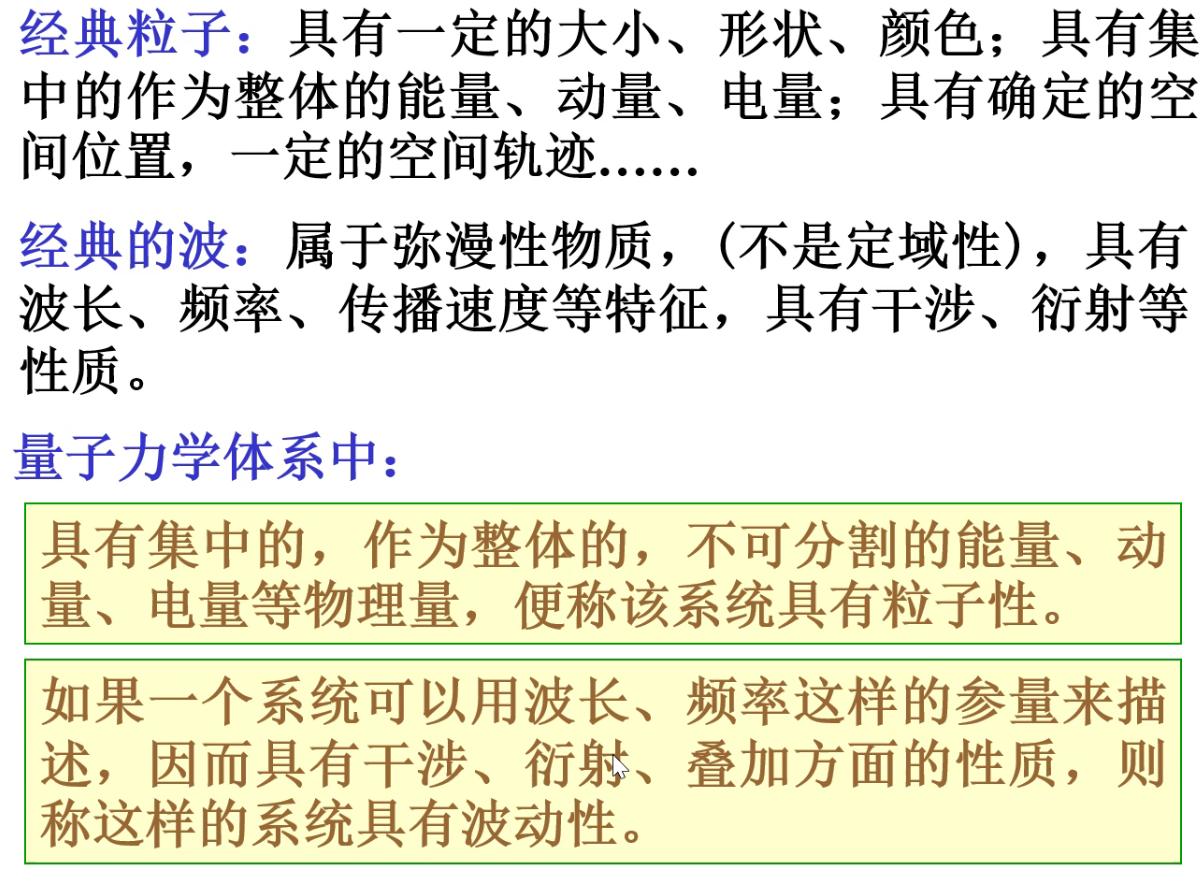 经典粒子：具有一定的大小、形状、颜色；具有集
中的作为整体的能量、动量、电量；具有确定的空
间位置，一定的空间轨迹……
经典的波：属于弥漫性物质，(不是定域性)，具有
波长、频率、传播速度等特征，具有干涉、衍射等
性质。
量子力学体系中：
具有集中的，作为整体的，不可分割的能量、动
量、电量等物理量，便称该系统具有粒子性。
如果一个系统可以用波长、频率这样的参量来描
述，因而具有干涉、衍射、叠加方面的性质，则
称这样的系统具有波动性。